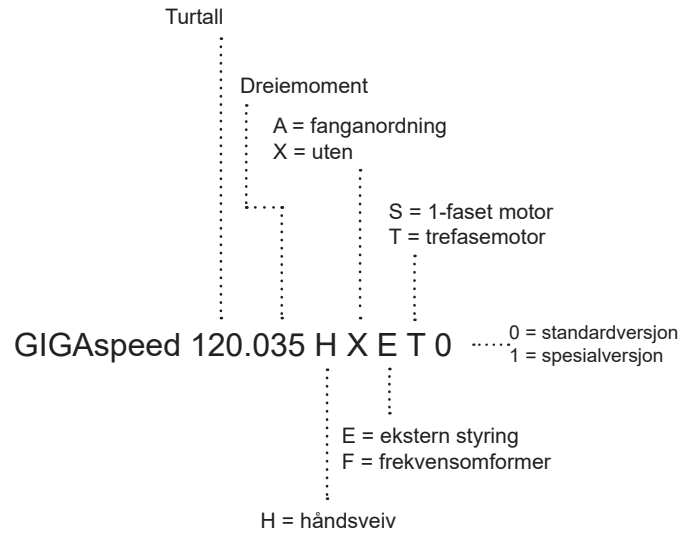 Turtall
Dreiemoment
A = fanganordning
X = uten
S = 1-faset motor
T = trefasemotor
GIGAspeed 120.035 H X E T 0
0 = standardversjon
1 = spesialversjon
E = ekstern styring
F = frekvensomformer
H = håndsveiv